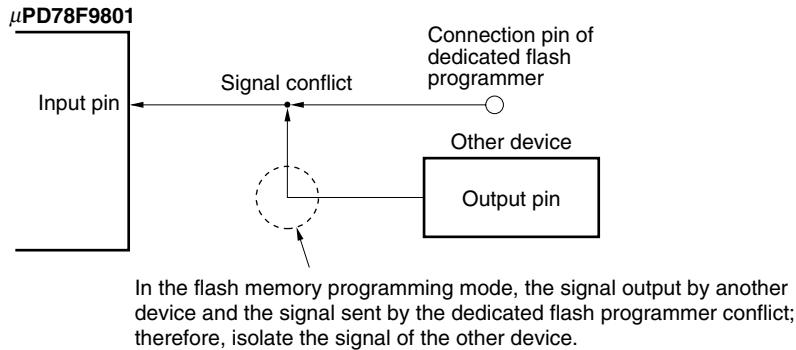 μPD78F9801
Connection pin of
dedicated flash
programmer
Signal conflict
Input pin
Other device
Output pin
In the flash memory programming mode, the signal output by another
device and the signal sent by the dedicated flash programmer conflict;
therefore, isolate the signal of the other device.